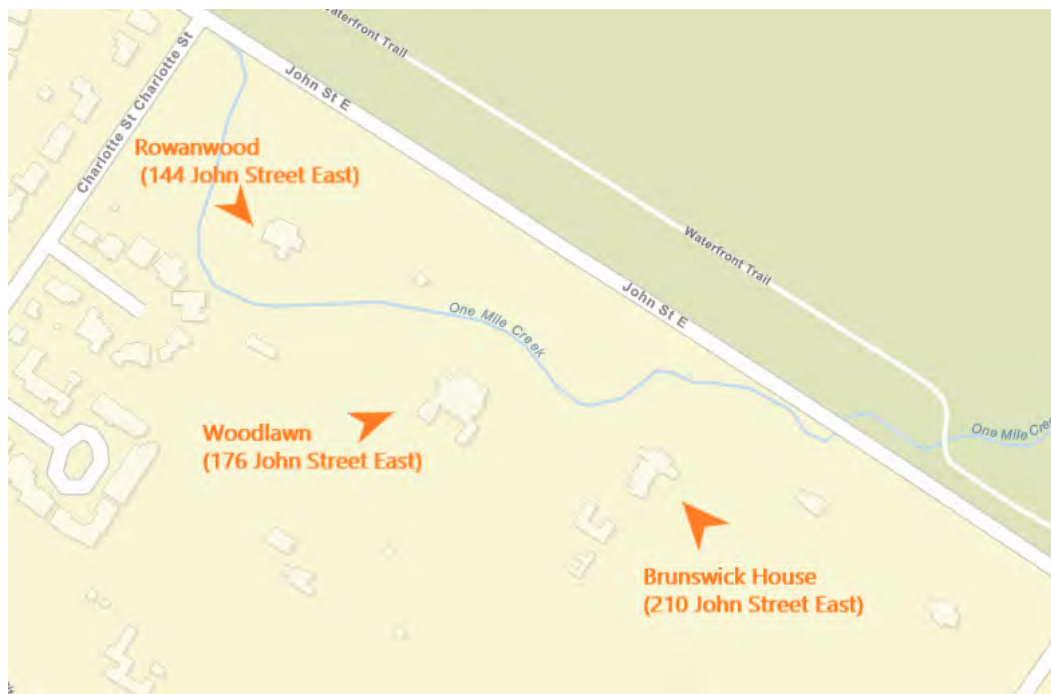 Waterfront Trail
Charlotte St
Charlotte St
John St E
Rowanwood
(144 John Street East)
Waterfront Trail
John St E
One Mile Creek
Woodlawn
(176 John Street East)
One Mile Cree
Brunswick House
(210 John Street East)